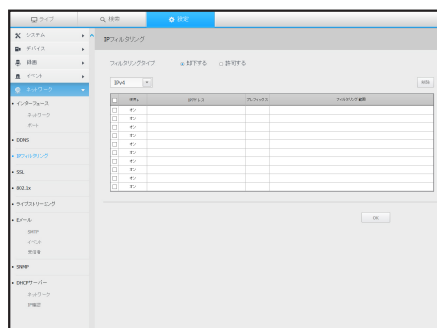 ライブ
検索
設定
システム
デバイス
録画
イベント
ネットワーク
インターフェース
ネットワーク
ポート
DDNS
IPフィルタリング
SSL
802.1x
ライブストリーミング
Eメール
SMTP
イベント
受信者
SNMP
DHCPサーバー
ネットワーク
IP確認
IPフィルタリング
フィルタリングタイプ 却下する 許可する
IPv4 削除
IPアドレス プレフィックス フィルタリング範囲
オン
オン
オン
オン
オン
オン
オン
オン
オン
オン
OK